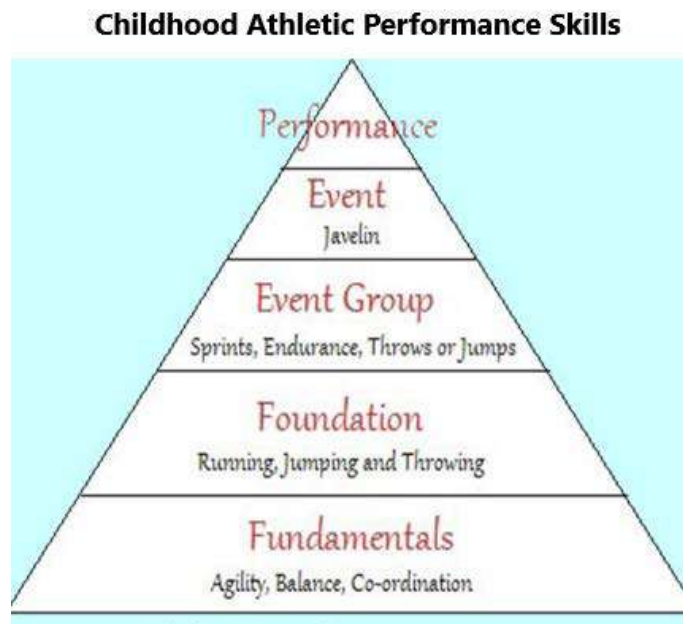 Childhood Athletic Performance Skills
Performance
Event
Javelin
Event Group
Sprints, Endurance, Throws or Jumps
Foundation
Running, Jumping and Throwing
Fundamentals
Agility, Balance, Co-ordination